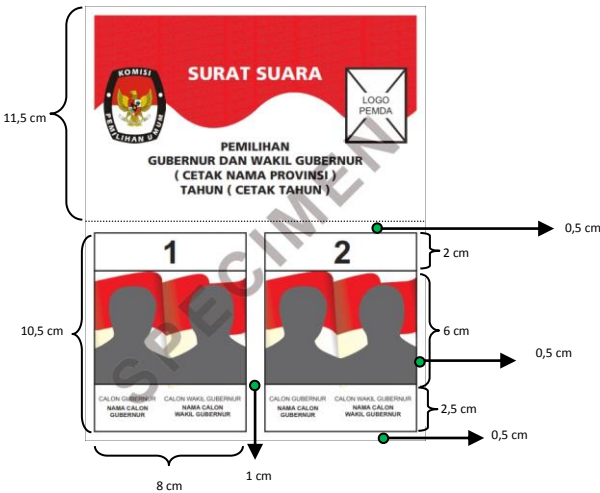 KOMISI
PEMILIHAN UMUM
SURAT SUARA
LOGO
PEMDA
11,5 cm
PEMILIHAN
GUBERNUR DAN WAKIL GUBERNUR
( CETAK NAMA PROVINSI )
TAHUN ( CETAK TAHUN )
SPECIMEN
0,5 cm
1
2
2 cm
10,5 cm
6 cm
0,5 cm
CALON GUBERNUR
NAMA CALON
GUBERNUR
CALON WAKIL GUBERNUR
NAMA CALON
WAKIL GUBERNUR
CALON GUBERNUR
NAMA CALON
GUBERNUR
CALON WAKIL GUBERNUR
NAMA CALON
WAKIL GUBERNUR
2,5 cm
0,5 cm
8 cm
1 cm